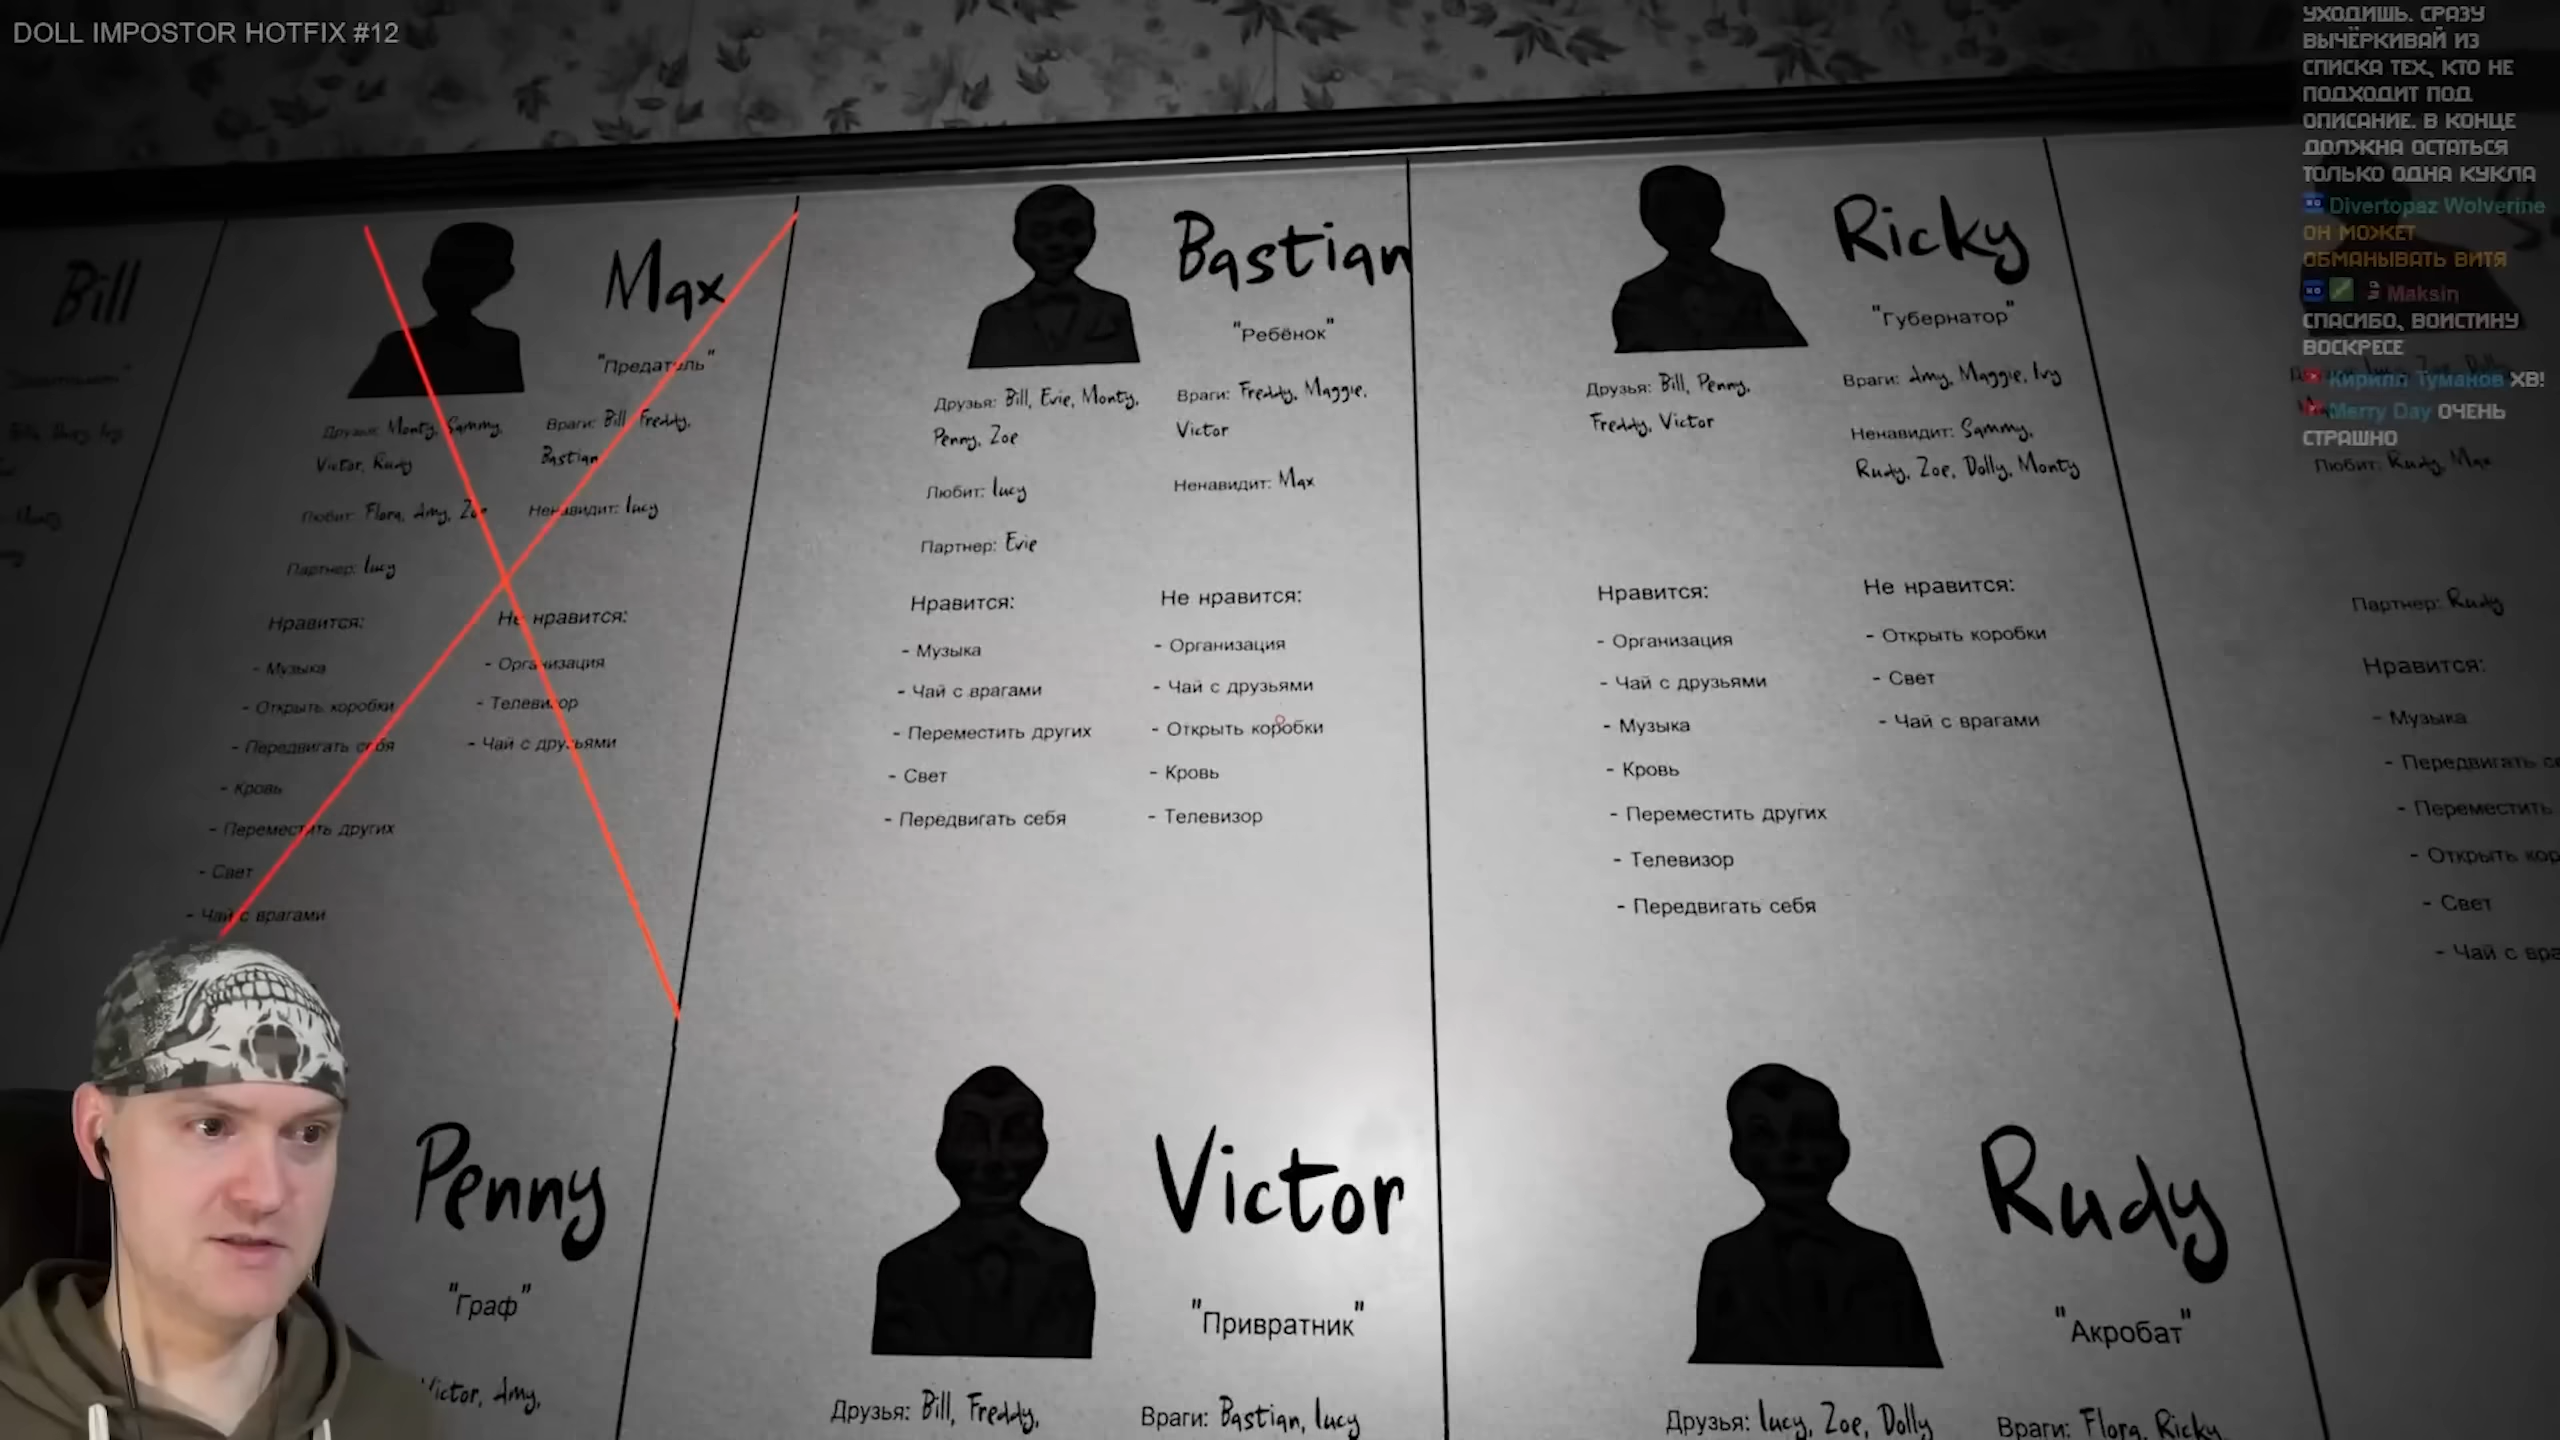 DOLL IMPOSTOR HOTFIX #12
УХОДИШЬ. СРАЗУ
ВЫЧЁРКИВАЙ ИЗ
СПИСКА ТЕХ, КТО НЕ
ПОДХОДИТ ПОД
ОПИСАНИЕ. В КОНЦЕ
ДОЛЖНА ОСТАТЬСЯ
ТОЛЬКО ОДНА КУКЛА
Divertopaz Wolverine
ОН МОЖЕТ
ОБМАНЫВАТЬ ВИТЯ
Maksin
СПАСИБО, ВОИСТИНУ
ВОСКРЕСЕ
Кирилл Туманов ХВ!
Merry Day ОЧЕНЬ
СТРАШНО
Bill
Max
"Предатель"
Друзья: Monty, Sammy,
Victor, Rudy
Враги: Bill, Freddy,
Bastian
Любит: Flora, Amy, Zoe
Ненавидит: Lucy
Партнер: Lucy
Нравится:
- Музыка
- Открыть коробки
- Передвигать себя
- Кровь
- Переместить других
- Свет
- Чай с врагами
Не нравится:
- Организация
- Телевизор
- Чай с друзьями
Bastian
"Ребёнок"
Друзья: Bill, Evie, Monty,
Penny, Zoe
Враги: Freddy, Maggie,
Victor
Любит: Lucy
Ненавидит: Max
Партнер: Evie
Нравится:
- Музыка
- Чай с врагами
- Переместить других
- Свет
- Передвигать себя
Не нравится:
- Организация
- Чай с друзьями
- Открыть коробки
- Кровь
- Телевизор
Ricky
"Губернатор"
Друзья: Bill, Penny,
Freddy, Victor
Враги: Amy, Maggie, Ivy
Ненавидит: Sammy,
Rudy, Zoe, Dolly, Monty
Нравится:
- Организация
- Чай с друзьями
- Музыка
- Кровь
- Переместить других
- Телевизор
- Передвигать себя
Не нравится:
- Открыть коробки
- Свет
- Чай с врагами
Любит: Rudy, Max
Партнер: Rudy
Нравится:
- Музыка
- Передвигать
- Переместить
- Открыть
- Свет
- Чай с
Penny
"Граф"
Victor, Amy,
Victor
"Привратник"
Друзья: Bill, Freddy,
Враги: Bastian, Lucy
Rudy
"Акробат"
Друзья: Lucy, Zoe, Dolly
Враги: Flora, Ricky,